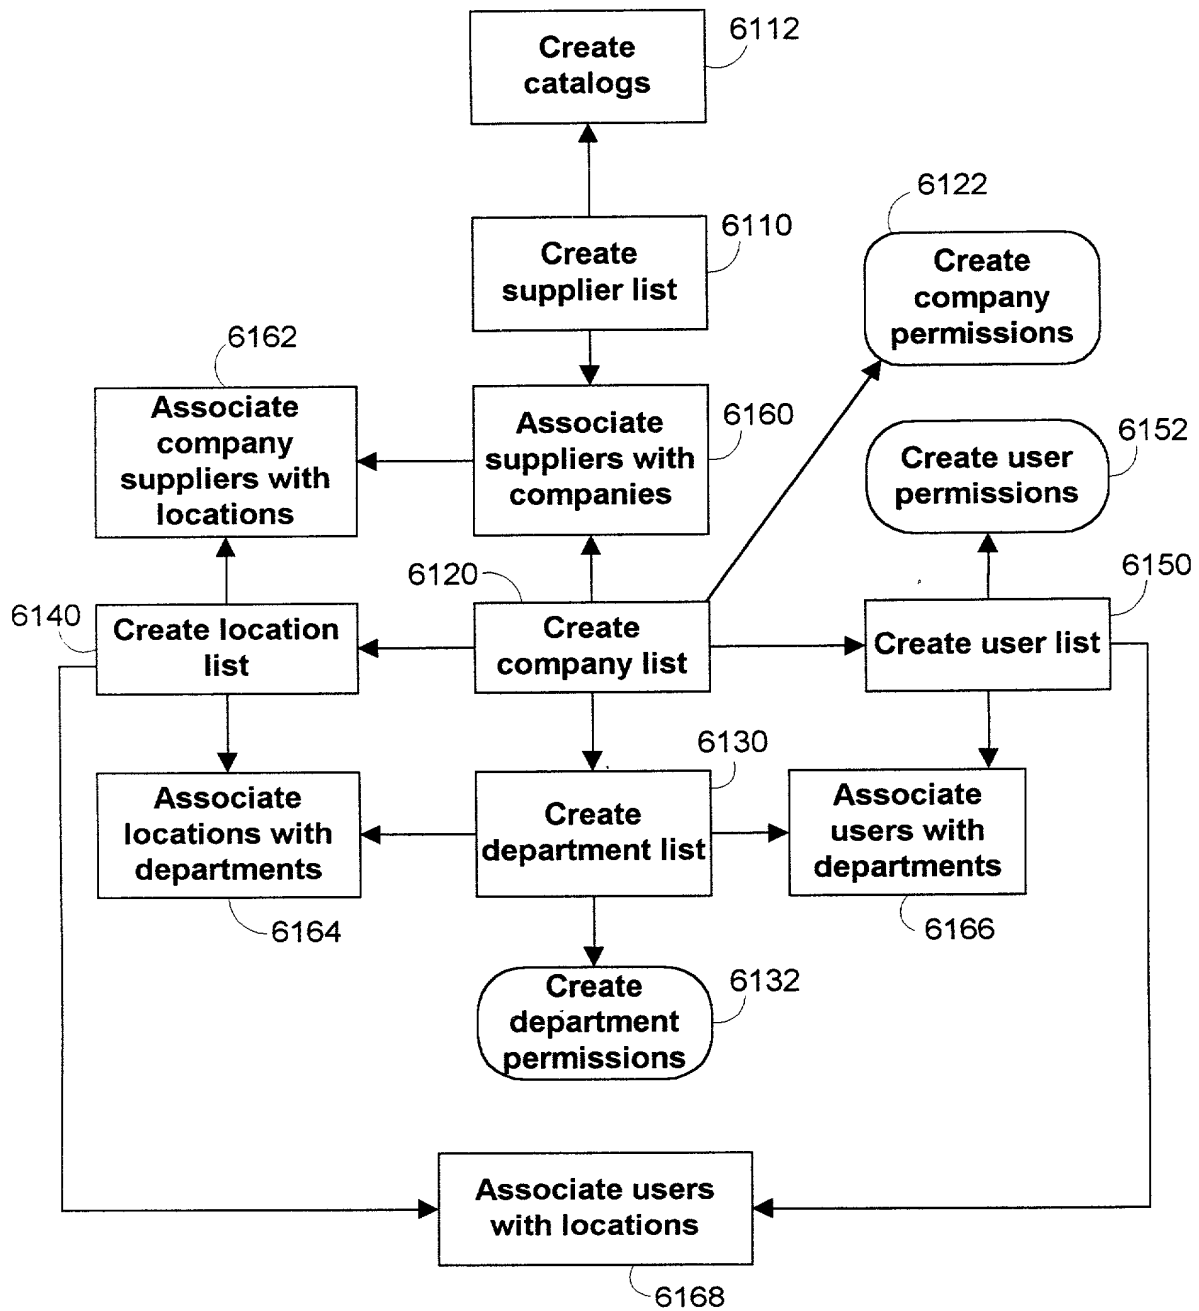 6112
Create
catalogs
6122
6110
Create
supplier list
Create
company
permissions
6162
Associate
company
suppliers with
locations
6160
Associate
suppliers with
companies
6152
Create user
permissions
6120
6150
6140
Create location
list
Create
company list
Create user list
6130
Associate
locations with
departments
Create
department list
Associate
users with
departments
6164
6166
6132
Create
department
permissions
Associate users
with locations
6168